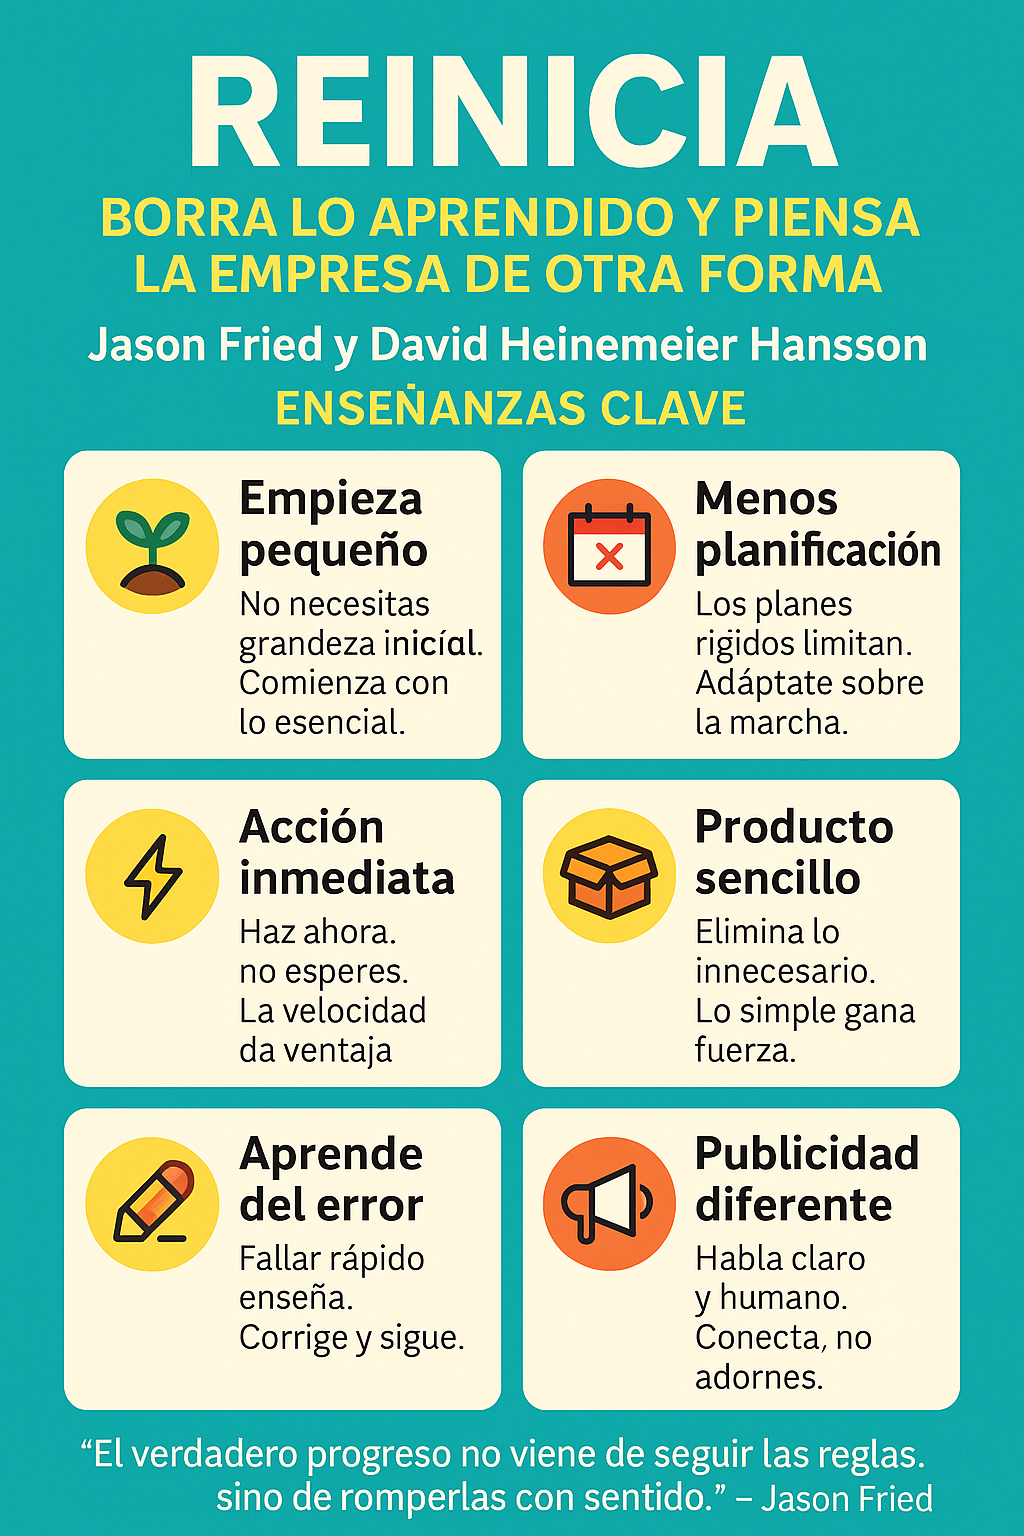 REINICIA
BORRA LO APRENDIDO Y PIENSA
LA EMPRESA DE OTRA FORMA
Jason Fried y David Heinemeier Hansson
ENSEṄANZAS CLAVE
Empieza
pequeño
No necesitas
grandeza inicíal.
Comienza con
lo esencial.
Menos
planificación
Los planes
rigidos limitan.
Adáptate sobre
la marcha.
Acción
inmediata
Haz ahora.
no esperes.
La velocidad
da ventaja
Producto
sencillo
Elimina lo
innecesario.
Lo simple gana
fuerza.
Aprende
del error
Fallar rápido
enseña.
Corrige y sigue.
Publicidad
diferente
Habla claro
y humano.
Conecta, no
adornes.
“El verdadero progreso no viene de seguir las reglas.
sino de romperlas con sentido.” – Jason Fried